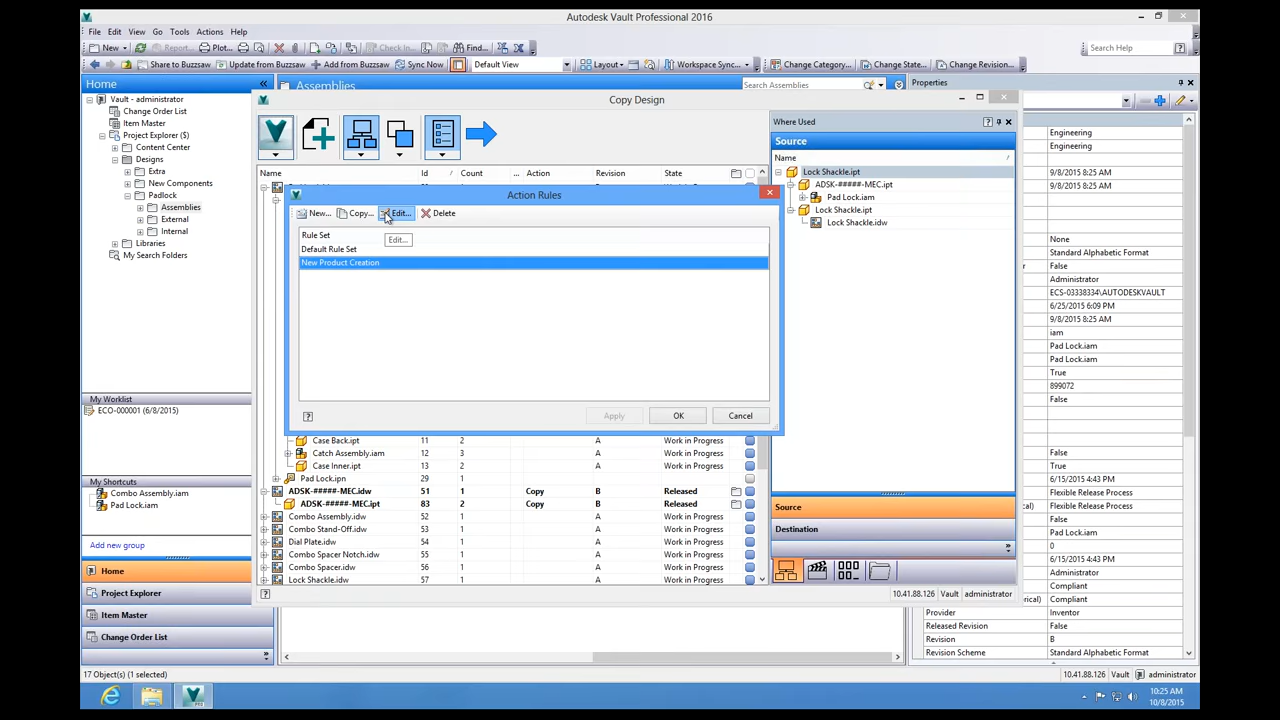 Autodesk Vault Professional 2016
File Edit View Go Tools Actions Help
New Report... Plot... Check In... Find... Search Help
Share to Buzzsaw Update from Buzzsaw Add from Buzzsaw Sync Now Default View Layout Workspace Sync... Change Category... Change State... Change Revision...
Home
Assemblies
Search Assemblies
Properties
Vault - administrator
Change Order List
Item Master
Project Explorer ($)
Content Center
Designs
Extra
New Components
Padlock
Assemblies
External
Internal
Libraries
My Search Folders
My Worklist
ECO-000001 (6/8/2015)
My Shortcuts
Combo Assembly.iam
Pad Lock.iam
Add new group
Home
Project Explorer
Item Master
Change Order List
17 Object(s) (1 selected)
Copy Design
Name Id Count ... Action Revision State
Action Rules
New... Copy... Edit... Delete
Rule Set
Edit...
Default Rule Set
New Product Creation
Apply OK Cancel
Case Back.ipt 11 2 A Work in Progress
Catch Assembly.iam 12 3 A Work in Progress
Case Inner.ipt 13 2 A Work in Progress
Pad Lock.ipn 29 1
ADSK-#####-MEC.idw 51 1 Copy B Released
ADSK-#####-MEC.ipt 83 2 Copy B Released
Combo Assembly.idw 52 1 A Work in Progress
Combo Stand-Off.idw 53 1 A Work in Progress
Dial Plate.idw 54 1 A Work in Progress
Combo Spacer Notch.idw 55 1 A Work in Progress
Combo Spacer.idw 56 1 A Work in Progress
Lock Shackle.idw 57 1 A Work in Progress
Where Used
Source
Name
Lock Shackle.ipt
ADSK-#####-MEC.ipt
Pad Lock.iam
Lock Shackle.ipt
Lock Shackle.idw
Source
Destination
10.41.88.126 Vault administrator
Engineering
Engineering
9/8/2015 8:25 AM
9/8/2015 8:25 AM
None
Standard Alphabetic Format
False
Administrator
ECS-03338334\AUTODESKVAULT
6/25/2015 6:09 PM
9/8/2015 8:25 AM
iam
Pad Lock.iam
Pad Lock.iam
True
899072
False
False
True
6/15/2015 4:43 PM
Flexible Release Process
Flexible Release Process
False
Pad Lock.iam
0
6/15/2015 4:43 PM
Administrator
Compliant
Compliant
Provider Inventor
Released Revision False
Revision B
Revision Scheme Standard Alphabetic Format
10.41.88.126 Vault administrator
10:25 AM
10/8/2015